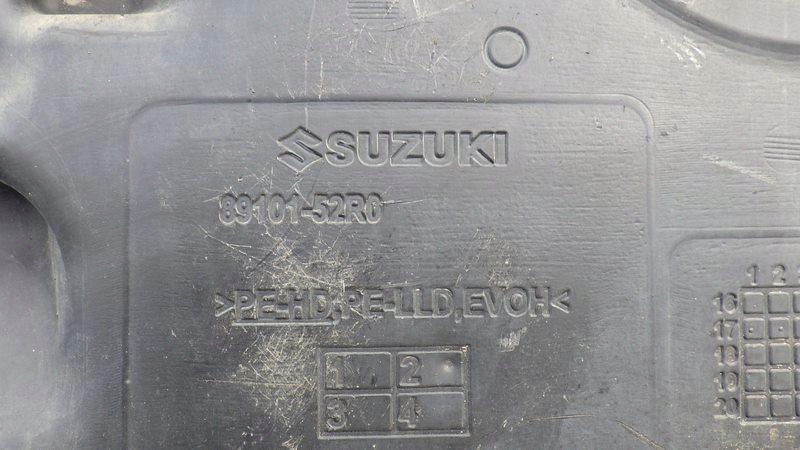 SUZUKI
89101-52R0
>PE-HD,PE-LLD,EVOH<
1 2
3 4
1 2
16
17
18
19
20